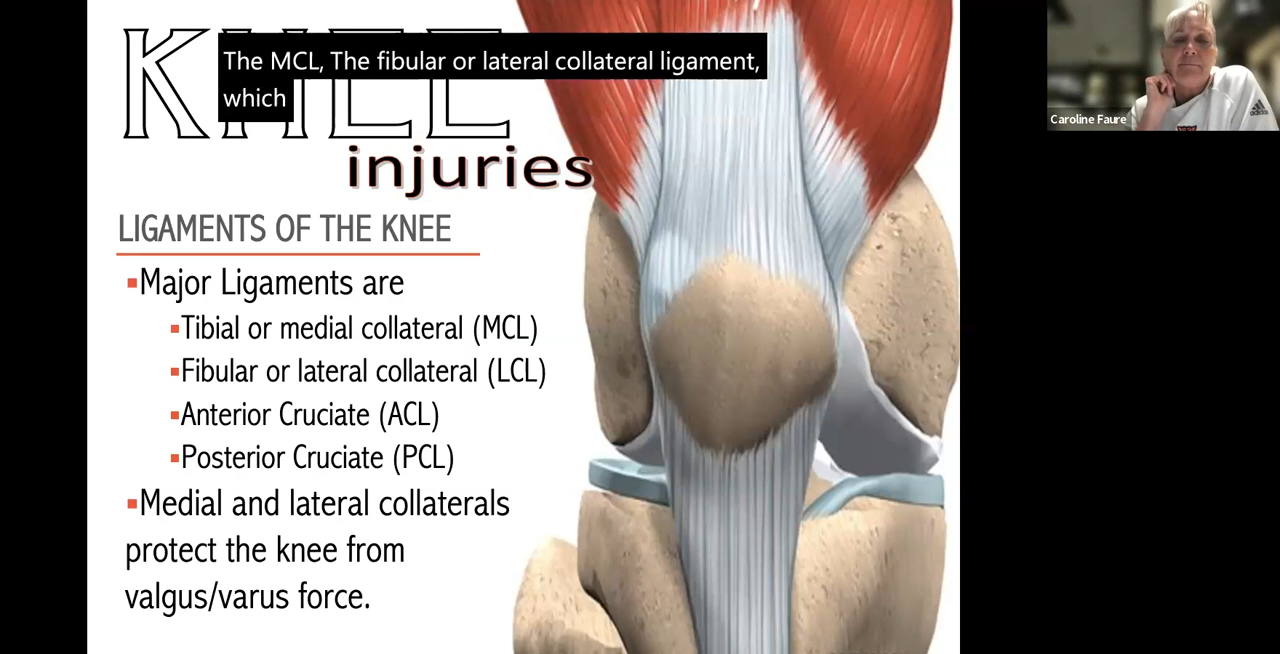 KNEE
The MCL, The fibular or lateral collateral ligament,
which
injuries
LIGAMENTS OF THE KNEE
Major Ligaments are
Tibial or medial collateral (MCL)
Fibular or lateral collateral (LCL)
Anterior Cruciate (ACL)
Posterior Cruciate (PCL)
Medial and lateral collaterals
protect the knee from
valgus/varus force.
Caroline Faure
adidas